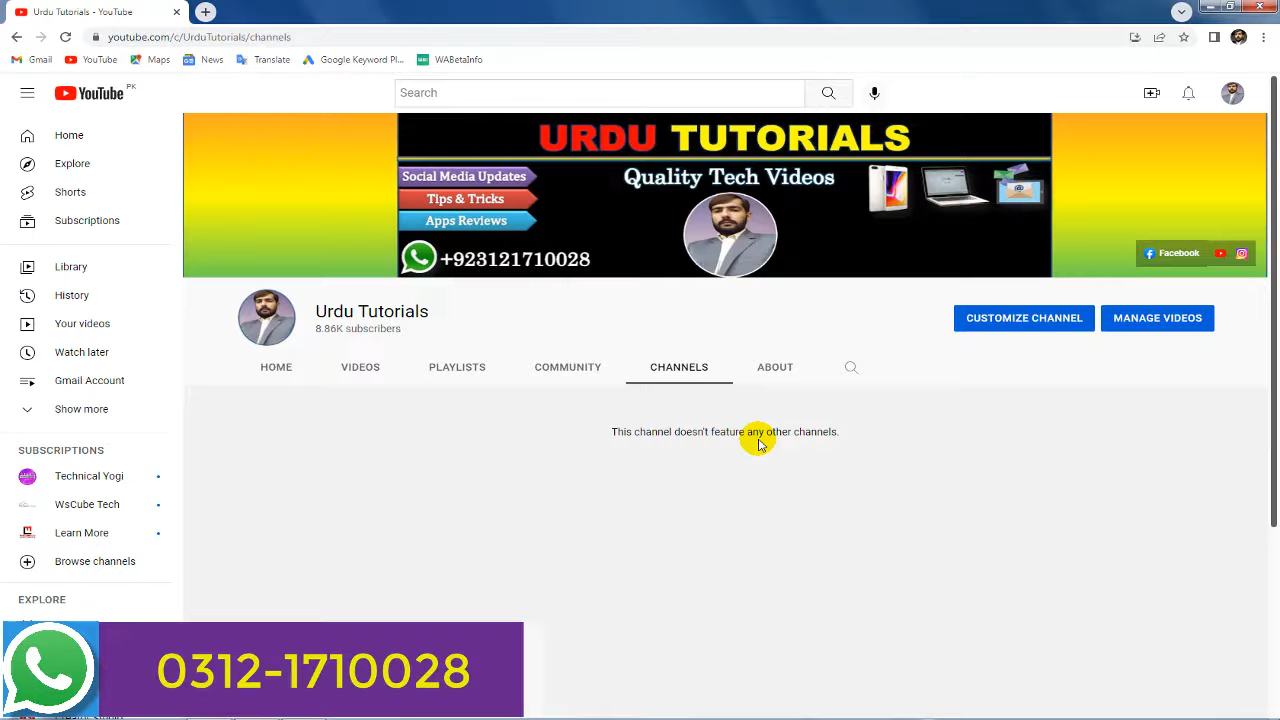 Urdu Tutorials - YouTube
youtube.com/c/UrduTutorials/channels
Gmail
YouTube
Maps
News
Translate
Google Keyword Pl...
WABetaInfo
YouTube PK
Search
Home
Explore
Shorts
Subscriptions
Library
History
Your videos
Watch later
Gmail Account
Show more
SUBSCRIPTIONS
Technical Yogi
WsCube Tech
Learn More
Browse channels
EXPLORE
URDU TUTORIALS
Social Media Updates
Quality Tech Videos
Tips & Tricks
Apps Reviews
+923121710028
Facebook
Urdu Tutorials
8.86K subscribers
CUSTOMIZE CHANNEL
MANAGE VIDEOS
HOME
VIDEOS
PLAYLISTS
COMMUNITY
CHANNELS
ABOUT
This channel doesn't feature any other channels.
0312-1710028